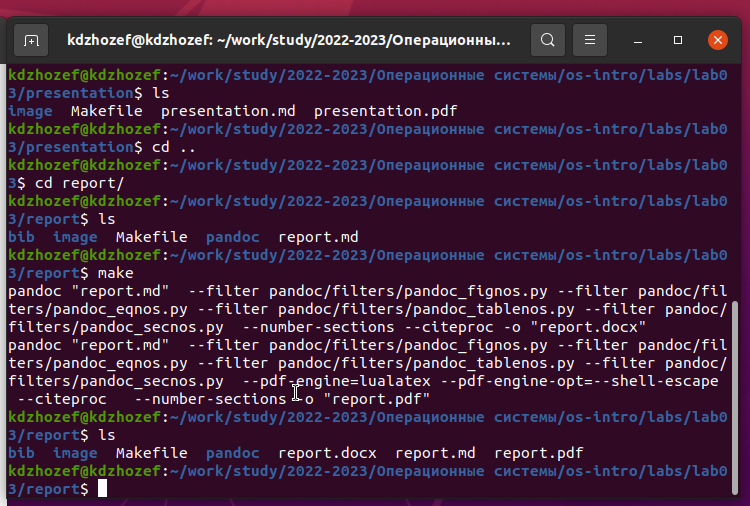 kdzhozef@kdzhozef: ~/work/study/2022-2023/Операционны...
kdzhozef@kdzhozef:~/work/study/2022-2023/Операционные системы/os-intro/labs/lab0
3/presentation$ ls
image  Makefile  presentation.md  presentation.pdf
kdzhozef@kdzhozef:~/work/study/2022-2023/Операционные системы/os-intro/labs/lab0
3/presentation$ cd ..
kdzhozef@kdzhozef:~/work/study/2022-2023/Операционные системы/os-intro/labs/lab0
3$ cd report/
kdzhozef@kdzhozef:~/work/study/2022-2023/Операционные системы/os-intro/labs/lab0
3/report$ ls
bib  image  Makefile  pandoc  report.md
kdzhozef@kdzhozef:~/work/study/2022-2023/Операционные системы/os-intro/labs/lab0
3/report$ make
pandoc "report.md"  --filter pandoc/filters/pandoc_fignos.py --filter pandoc/fil
ters/pandoc_eqnos.py --filter pandoc/filters/pandoc_tablenos.py --filter pandoc/
filters/pandoc_secnos.py  --number-sections --citeproc -o "report.docx"
pandoc "report.md"  --filter pandoc/filters/pandoc_fignos.py --filter pandoc/fil
ters/pandoc_eqnos.py --filter pandoc/filters/pandoc_tablenos.py --filter pandoc/
filters/pandoc_secnos.py  --pdf-engine=lualatex --pdf-engine-opt=--shell-escape
 --citeproc   --number-sections -o "report.pdf"
kdzhozef@kdzhozef:~/work/study/2022-2023/Операционные системы/os-intro/labs/lab0
3/report$ ls
bib  image  Makefile  pandoc  report.docx  report.md  report.pdf
kdzhozef@kdzhozef:~/work/study/2022-2023/Операционные системы/os-intro/labs/lab0
3/report$